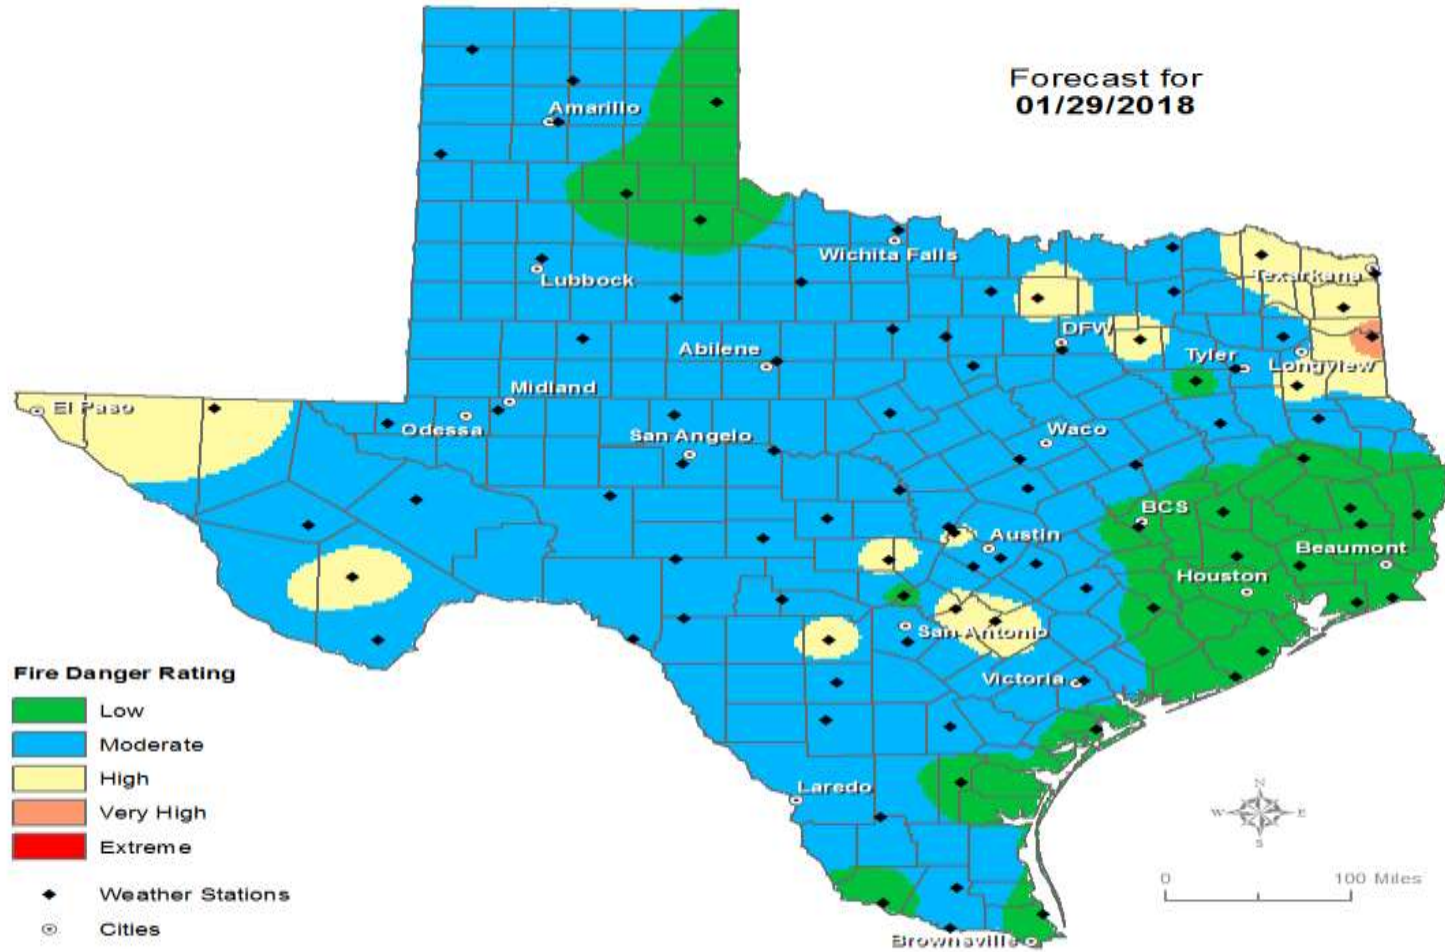 Forecast for
01/29/2018
Amarillo
Wichita Falls
Lubbock
Texarkana
DFW
Abilene
Tyler
Longview
Midland
El Paso
Odessa
San Angelo
Waco
BCS
Austin
Beaumont
Houston
San Antonio
Victoria
Laredo
Brownsville
Fire Danger Rating
Low
Moderate
High
Very High
Extreme
Weather Stations
Cities
N
W E
S
0 100 Miles